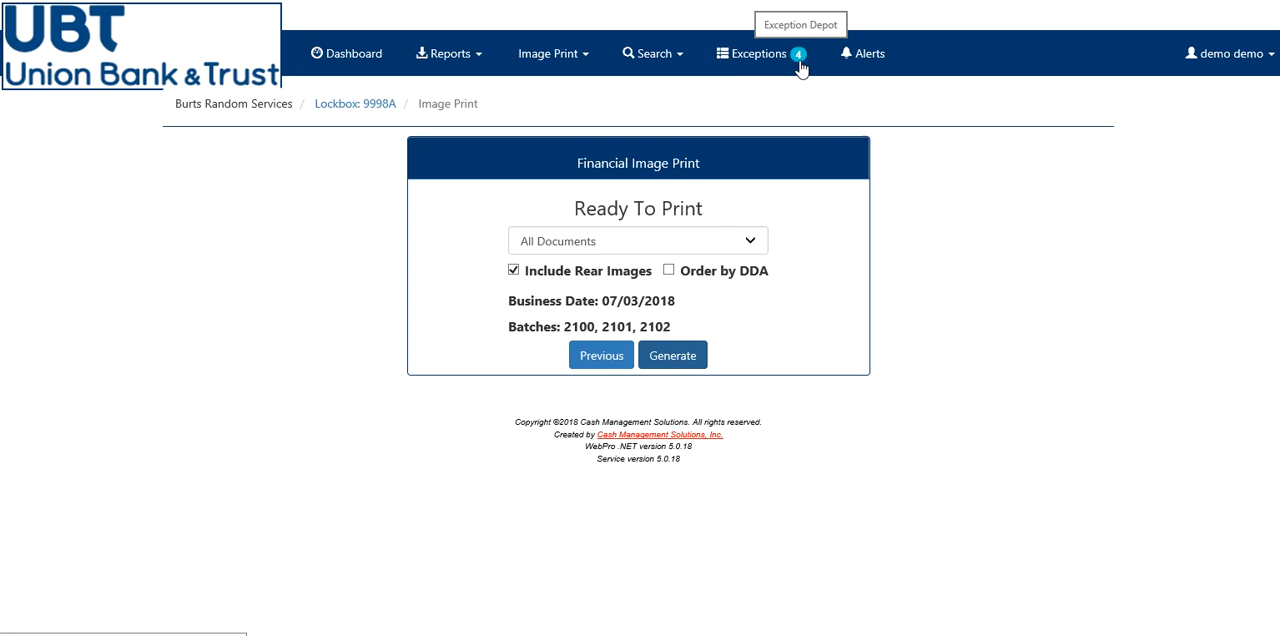 UBT
Union Bank & Trust
Exception Depot
Dashboard Reports Image Print Search Exceptions 4 Alerts demo demo
Burts Random Services / Lockbox: 9998A / Image Print
Financial Image Print
Ready To Print
All Documents
Include Rear Images Order by DDA
Business Date: 07/03/2018
Batches: 2100, 2101, 2102
Previous Generate
Copyright ©2018 Cash Management Solutions. All rights reserved.
Created by Cash Management Solutions, Inc.
WebPro .NET version 5.0.18
Service version 5.0.18